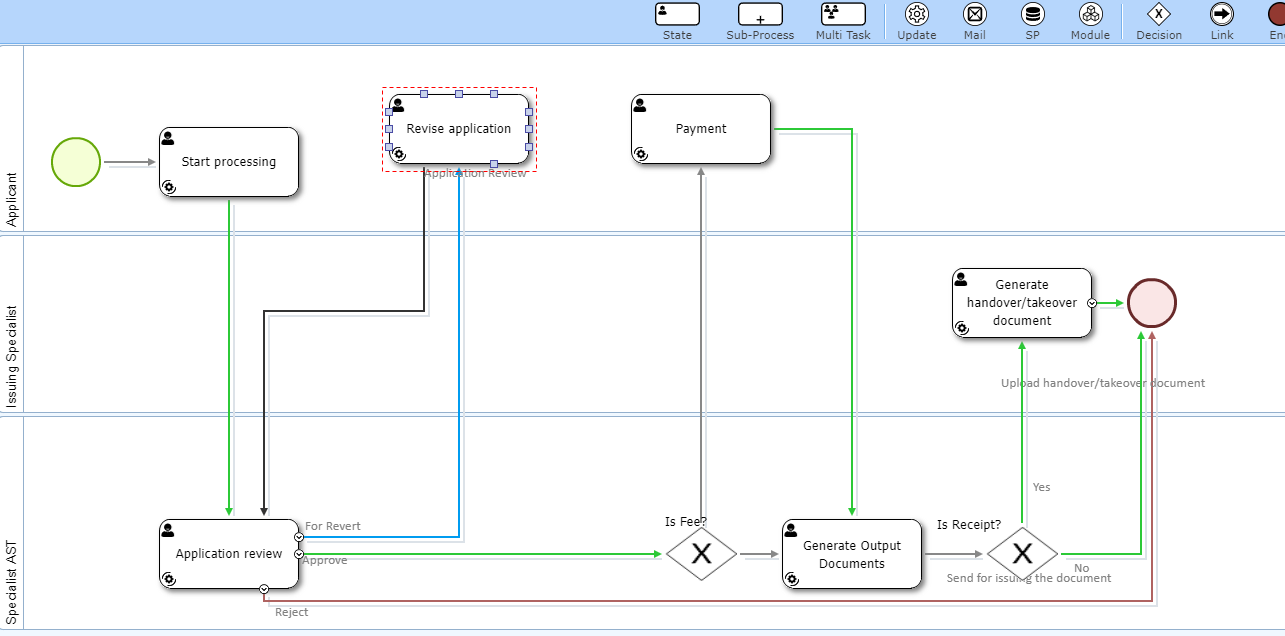 State
Sub-Process
Multi Task
Update
Mail
SP
Module
Decision
Link
Applicant
Start processing
Revise application
Application Review
Payment
Issuing Specialist
Generate
handover/takeover
document
Upload handover/takeover document
Specialist AST
Yes
Is Fee?
Is Receipt?
For Revert
Application review
Approve
Generate Output
Documents
No
Send for issuing the document
Reject
X
X
X